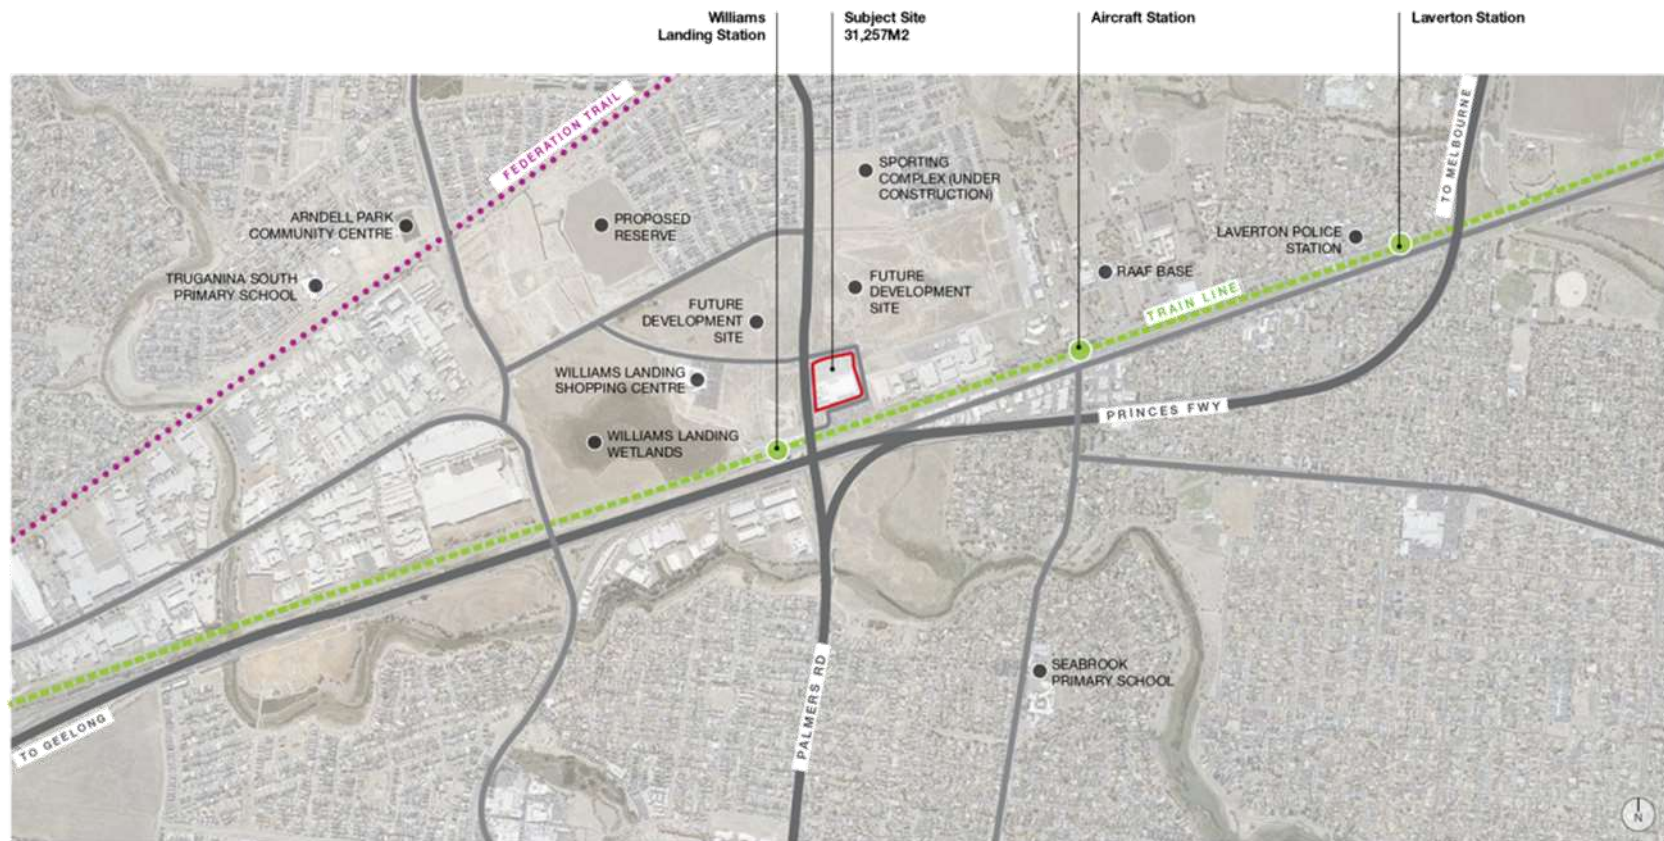 Williams
Landing Station
Subject Site
31,257M2
Aircraft Station
Laverton Station
FEDERATION TRAIL
TO MELBOURNE
SPORTING
COMPLEX (UNDER
CONSTRUCTION)
ARNDELL PARK
COMMUNITY CENTRE
PROPOSED
RESERVE
LAVERTON POLICE
STATION
TRUGANINA SOUTH
PRIMARY SCHOOL
RAAF BASE
FUTURE
DEVELOPMENT
SITE
FUTURE
DEVELOPMENT
SITE
TRAIN LINE
WILLIAMS LANDING
SHOPPING CENTRE
PRINCES FWY
WILLIAMS LANDING
WETLANDS
SEABROOK
PRIMARY SCHOOL
PALMERS RD
TO GEELONG
N